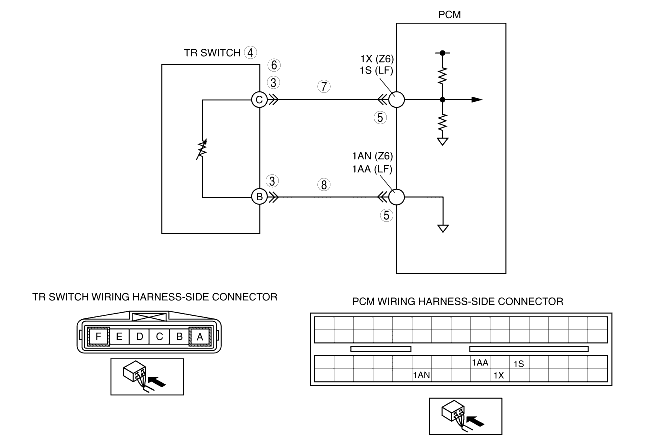 PCM
TR SWITCH 4
6
3
C
7
1X (Z6)
1S (LF)
5
1AN (Z6)
1AA (LF)
3
B
8
5
TR SWITCH WIRING HARNESS-SIDE CONNECTOR
F E D C B A
PCM WIRING HARNESS-SIDE CONNECTOR
1AA 1S
1AN 1X